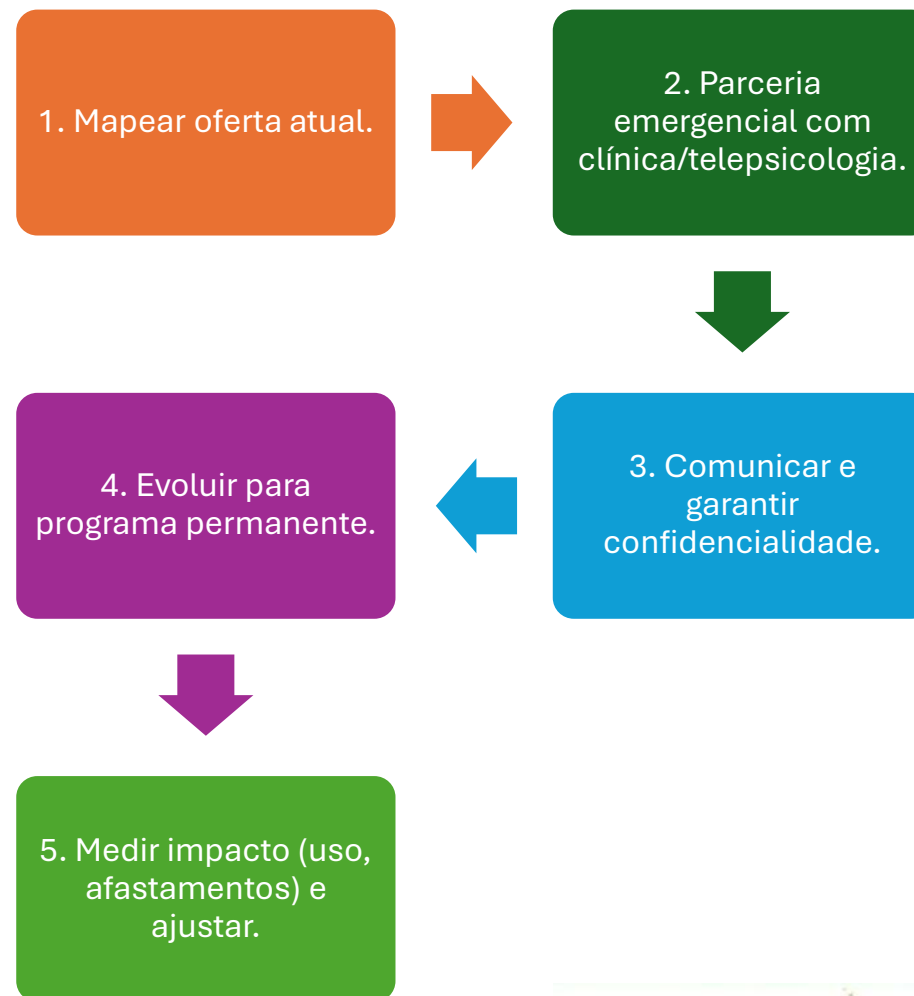 1. Mapear oferta atual.
2. Parceria
emergencial com
clínica/telepsicologia.
3. Comunicar e
garantir
confidencialidade.
4. Evoluir para
programa permanente.
5. Medir impacto (uso,
afastamentos) e
ajustar.